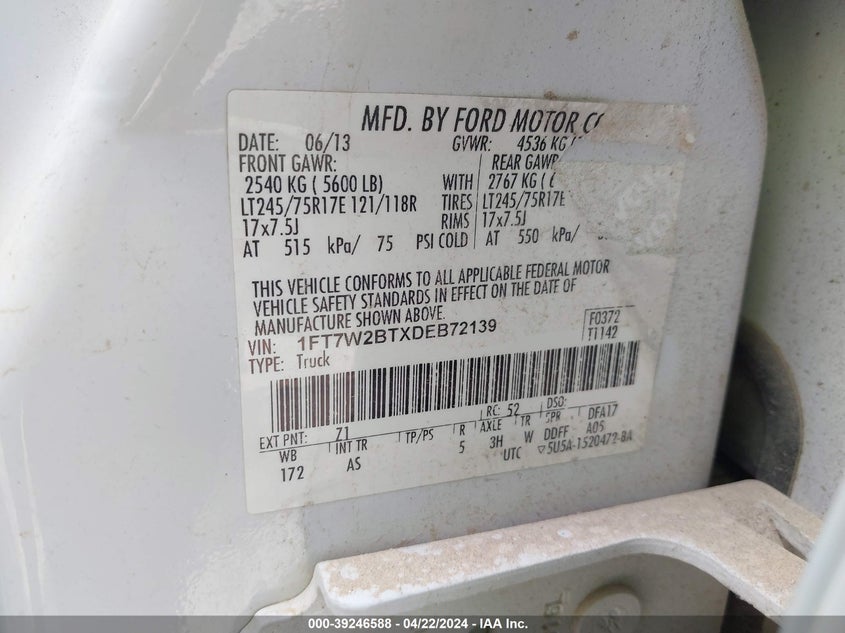 MFD. BY FORD MOTOR
DATE: 06/13 GVWR: 4536 KG
FRONT GAWR: REAR GAWR
2540 KG ( 5600 LB) WITH 2767 KG (
LT245/75R17E 121/118R TIRES LT245/75R17E
17x7.5J RIMS 17x7.5J
AT 515 kPa/ 75 PSI COLD AT 550 kPa/
THIS VEHICLE CONFORMS TO ALL APPLICABLE FEDERAL MOTOR
VEHICLE SAFETY STANDARDS IN EFFECT ON THE DATE OF
MANUFACTURE SHOWN ABOVE.
VIN: 1FT7W2BTXDEB72139 F0372
TYPE: Truck T1142
EXT PNT: Z1 RC: 52 DSO:
WB INT TR TP/PS R AXLE TR SPR DFA17
172 AS 5 3H W DDFF A05
UTC ▽5U5A-1520472-BA
000-39246588 - 04/22/2024 - IAA Inc.